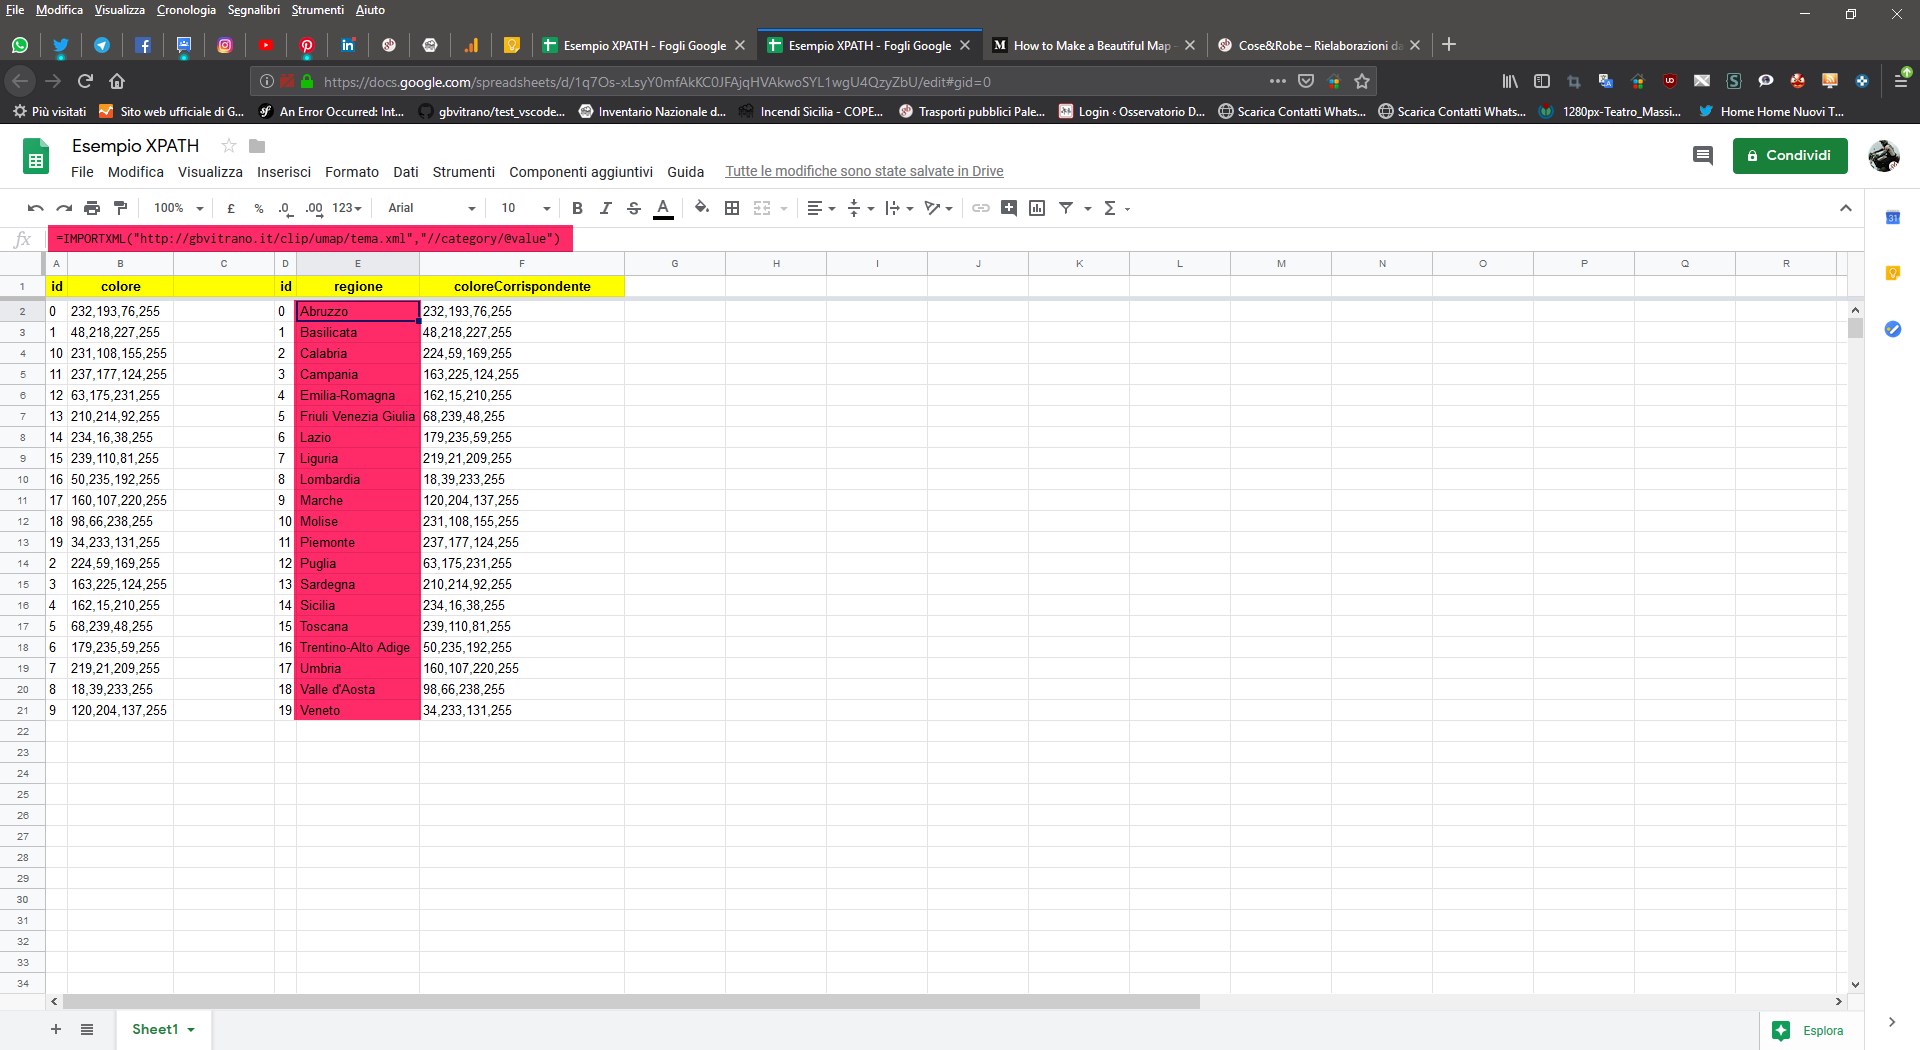 File Modifica Visualizza Cronologia Segnalibri Strumenti Aiuto
Esempio XPATH - Fogli Google Esempio XPATH - Fogli Google How to Make a Beautiful Map - Cose&Robe – Rielaborazioni da
https://docs.google.com/spreadsheets/d/1q7Os-xLsyY0mfAkKC0JFAjqHVAkwoSYL1wgU4QzyZbU/edit#gid=0
Più visitati Sito web ufficiale di G... An Error Occurred: Int... gbvitrano/test_vscode... Inventario Nazionale d... Incendi Sicilia - COPE... Trasporti pubblici Pale... Login ‹ Osservatorio D... Scarica Contatti Whats... Scarica Contatti Whats... 1280px-Teatro_Massi... Home Home Nuovi T...
Esempio XPATH
File Modifica Visualizza Inserisci Formato Dati Strumenti Componenti aggiuntivi Guida Tutte le modifiche sono state salvate in Drive
Condividi
100% £ % .0 .00 123 Arial 10 B I S A Σ
31
fx =IMPORTXML("http://gbvitrano.it/clip/umap/tema.xml","//category/@value")
A B C D E F G H I J K L M N O P Q R
1 id colore id regione coloreCorrispondente
2 0 232,193,76,255 0 Abruzzo 232,193,76,255
3 1 48,218,227,255 1 Basilicata 48,218,227,255
4 10 231,108,155,255 2 Calabria 224,59,169,255
5 11 237,177,124,255 3 Campania 163,225,124,255
6 12 63,175,231,255 4 Emilia-Romagna 162,15,210,255
7 13 210,214,92,255 5 Friuli Venezia Giulia 68,239,48,255
8 14 234,16,38,255 6 Lazio 179,235,59,255
9 15 239,110,81,255 7 Liguria 219,21,209,255
10 16 50,235,192,255 8 Lombardia 18,39,233,255
11 17 160,107,220,255 9 Marche 120,204,137,255
12 18 98,66,238,255 10 Molise 231,108,155,255
13 19 34,233,131,255 11 Piemonte 237,177,124,255
14 2 224,59,169,255 12 Puglia 63,175,231,255
15 3 163,225,124,255 13 Sardegna 210,214,92,255
16 4 162,15,210,255 14 Sicilia 234,16,38,255
17 5 68,239,48,255 15 Toscana 239,110,81,255
18 6 179,235,59,255 16 Trentino-Alto Adige 50,235,192,255
19 7 219,21,209,255 17 Umbria 160,107,220,255
20 8 18,39,233,255 18 Valle d'Aosta 98,66,238,255
21 9 120,204,137,255 19 Veneto 34,233,131,255
22
23
24
25
26
27
28
29
30
31
32
33
34
Sheet1
Esplora